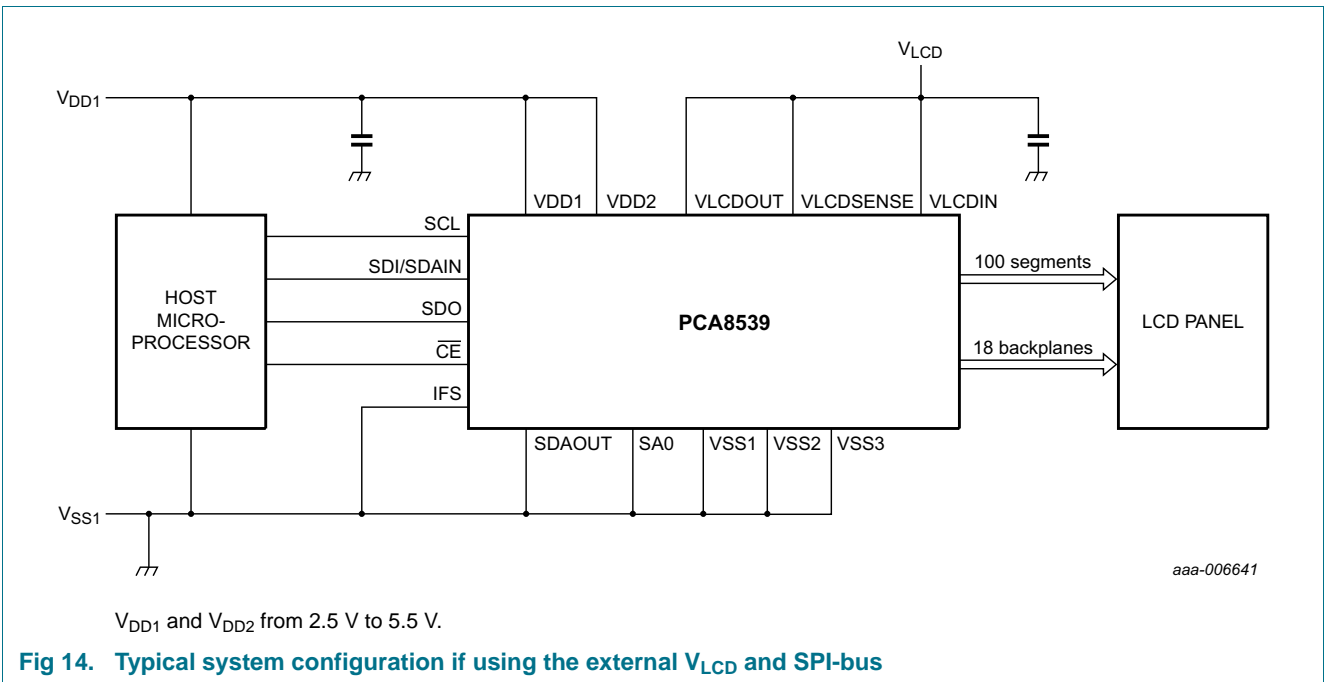 VLCD
VDD1
VDD1 VDD2 VLCDOUT VLCDSENSE VLCDIN
SCL
SDI/SDAIN
SDO
CE
IFS
HOST
MICRO-
PROCESSOR
PCA8539
100 segments
18 backplanes
LCD PANEL
SDAOUT SA0 VSS1 VSS2 VSS3
VSS1
aaa-006641
VDD1 and VDD2 from 2.5 V to 5.5 V.
Fig 14. Typical system configuration if using the external VLCD and SPI-bus